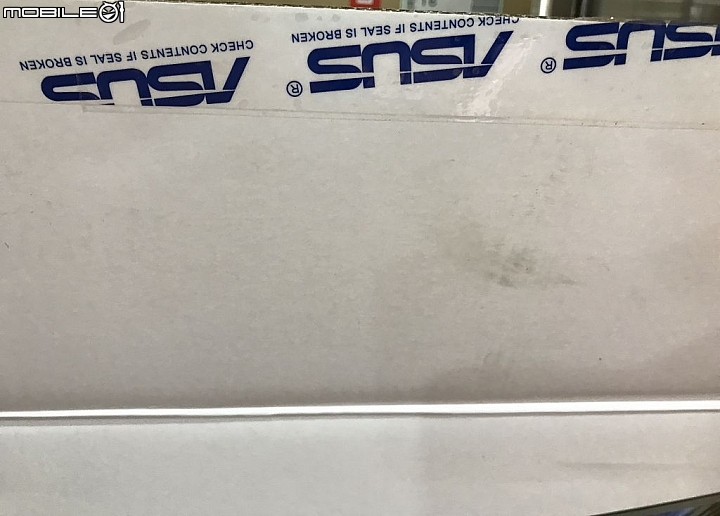 MOBILE01
CHECK CONTENTS IF SEAL IS BROKEN
ASUS®
CHECK CONTENTS IF SEAL IS BROKEN
ASUS®
ASUS